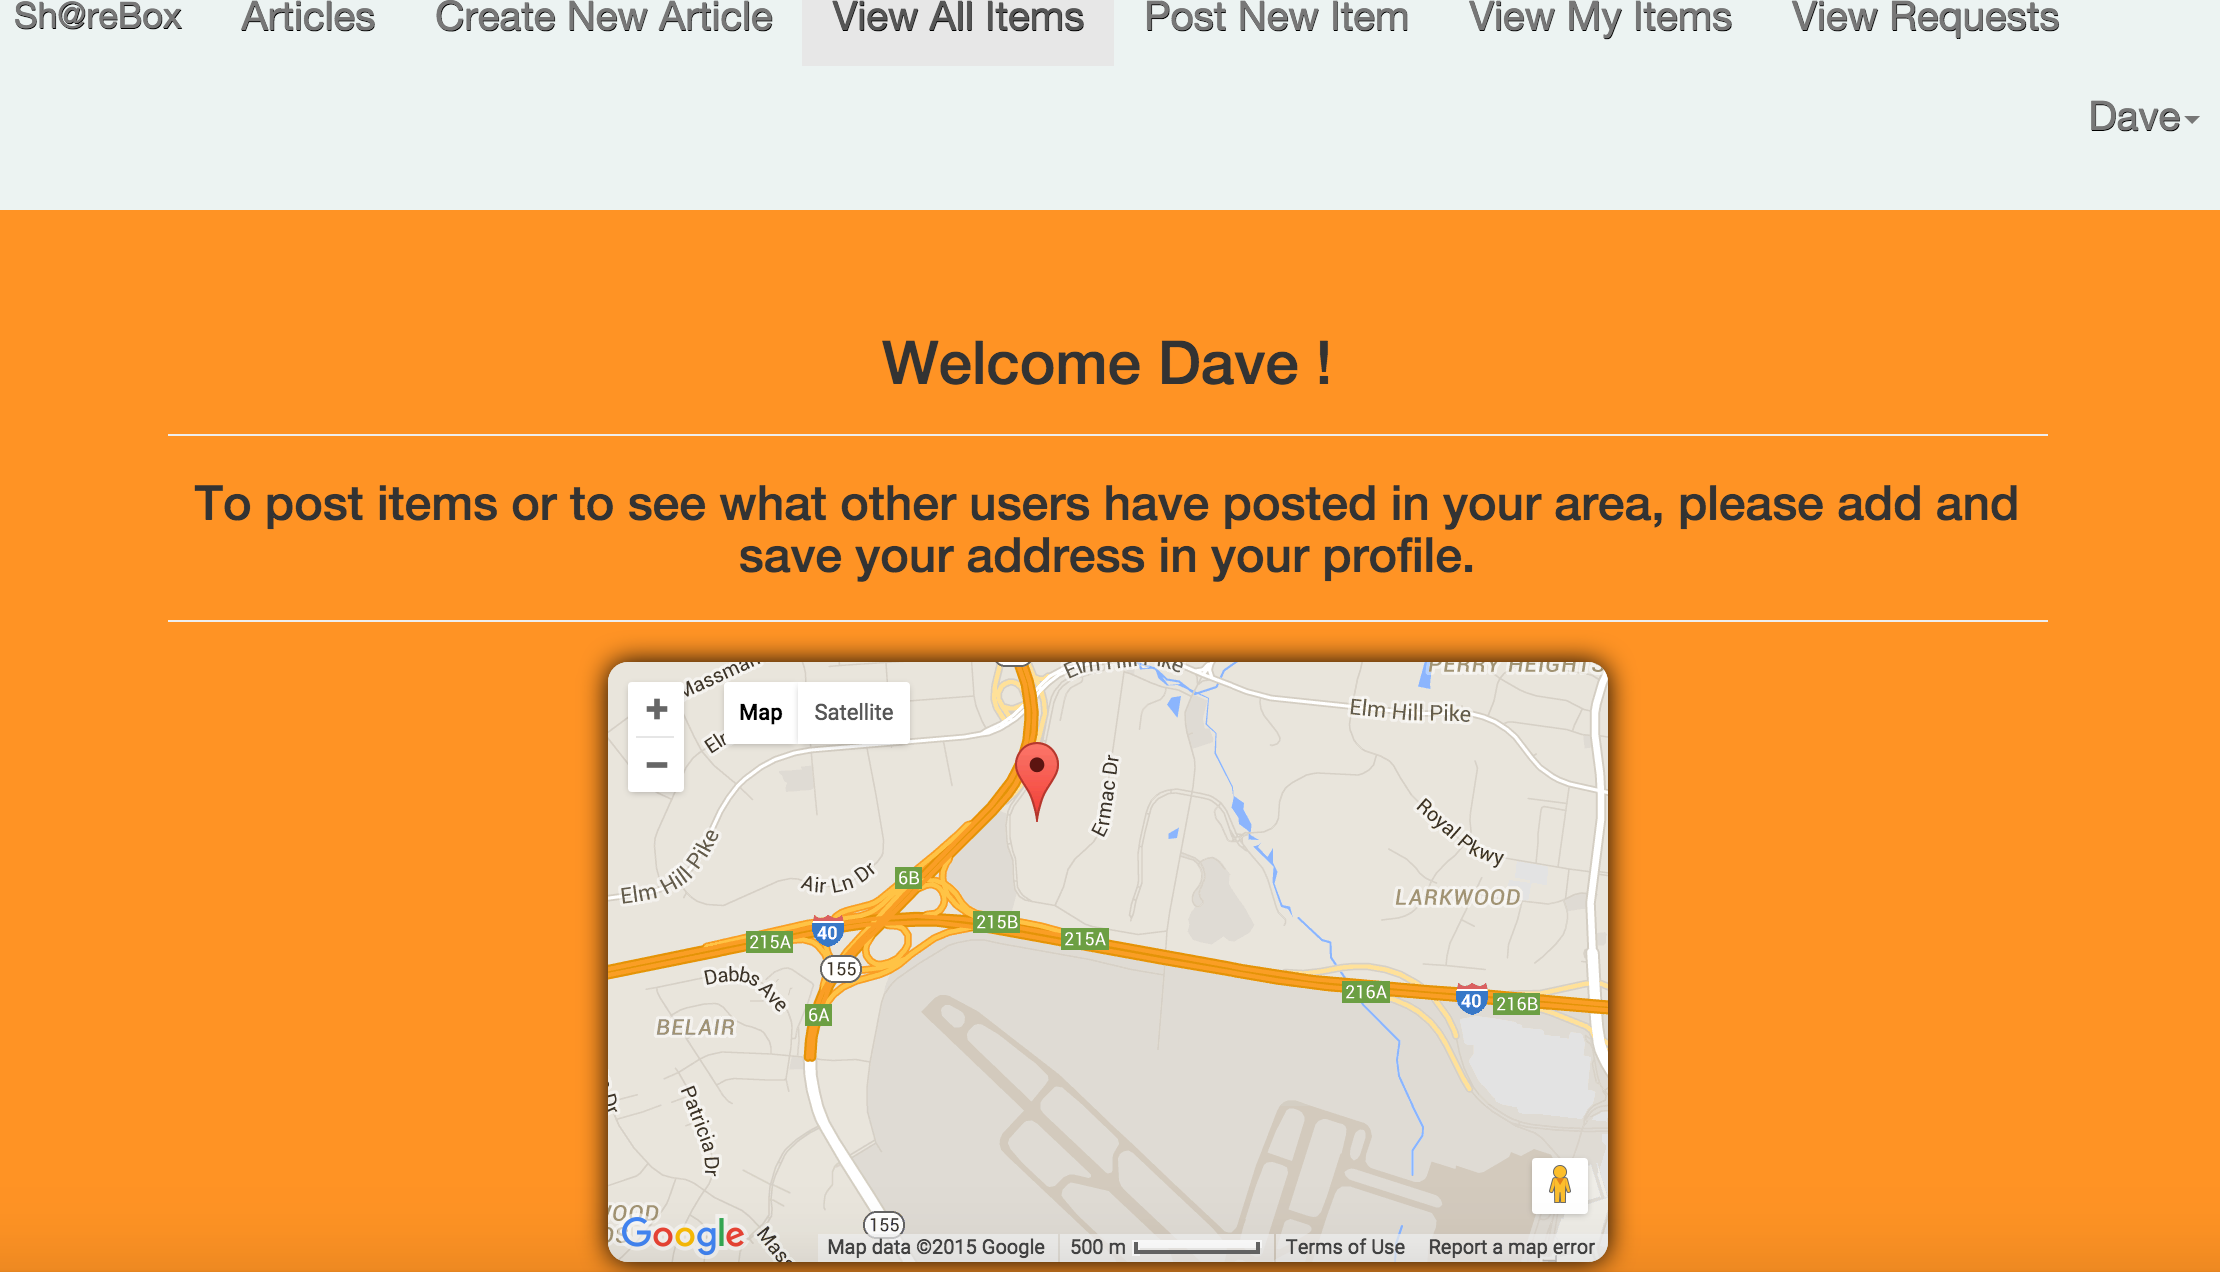 Sh@reBox Articles Create New Article View All Items Post New Item View My Items View Requests
Dave
Welcome Dave !
To post items or to see what other users have posted in your area, please add and
save your address in your profile.
Massman
Elm Hill Pike
PERRY HEIGHTS
+
Map Satellite
Elm Hill Pike
−
Ermac Dr
Royal Pkwy
Elm Hill Pike
Air Ln Dr
6B
LARKWOOD
40
215A
215B
215A
155
Dabbs Ave
216A
40
216B
6A
BELAIR
Dr
Patricia Dr
155
Google
Map data ©2015 Google 500 m Terms of Use Report a map error